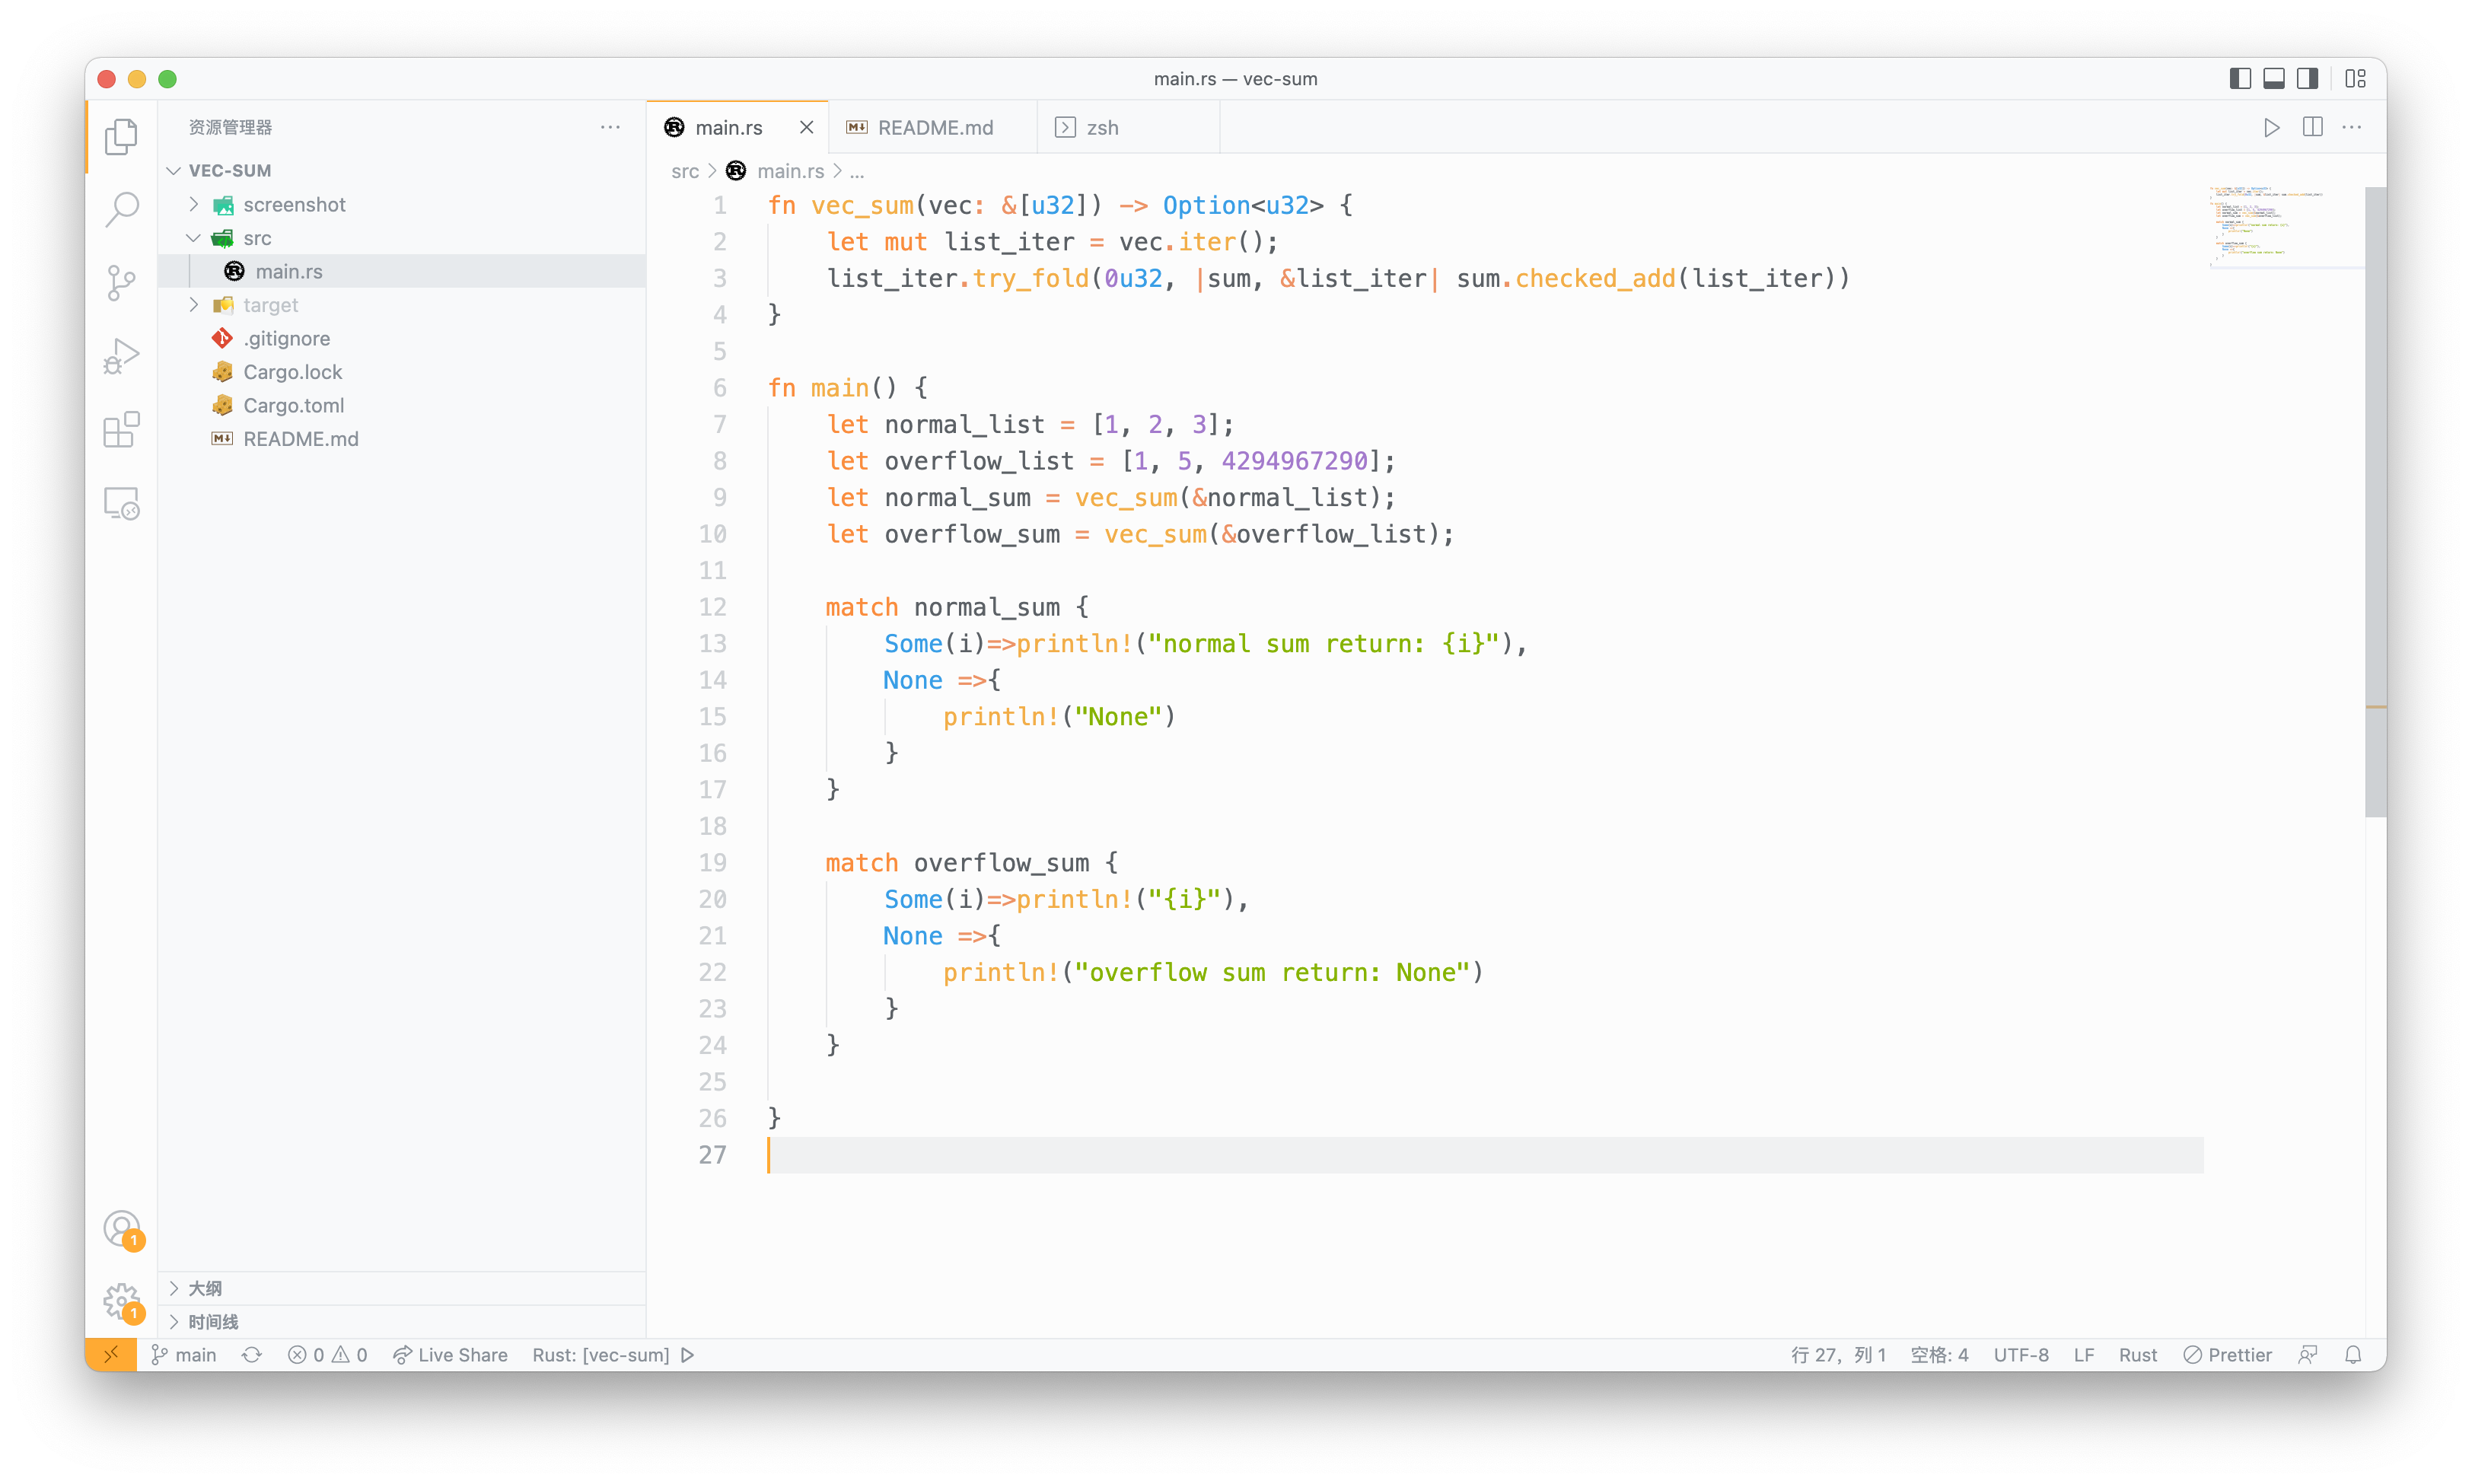 main.rs — vec-sum
资源管理器
VEC-SUM
screenshot
src
main.rs
target
.gitignore
Cargo.lock
Cargo.toml
README.md
大纲
时间线
main.rs
README.md
zsh
src > main.rs > ...
1 fn vec_sum(vec: &[u32]) -> Option<u32> {
2     let mut list_iter = vec.iter();
3     list_iter.try_fold(0u32, |sum, &list_iter| sum.checked_add(list_iter))
4 }
5
6 fn main() {
7     let normal_list = [1, 2, 3];
8     let overflow_list = [1, 5, 4294967290];
9     let normal_sum = vec_sum(&normal_list);
10     let overflow_sum = vec_sum(&overflow_list);
11
12     match normal_sum {
13         Some(i)=>println!("normal sum return: {i}"),
14         None =>{
15             println!("None")
16         }
17     }
18
19     match overflow_sum {
20         Some(i)=>println!("{i}"),
21         None =>{
22             println!("overflow sum return: None")
23         }
24     }
25
26 }
27
1
1
main 0 0 Live Share Rust: [vec-sum] 行 27，列 1 空格: 4 UTF-8 LF Rust Prettier